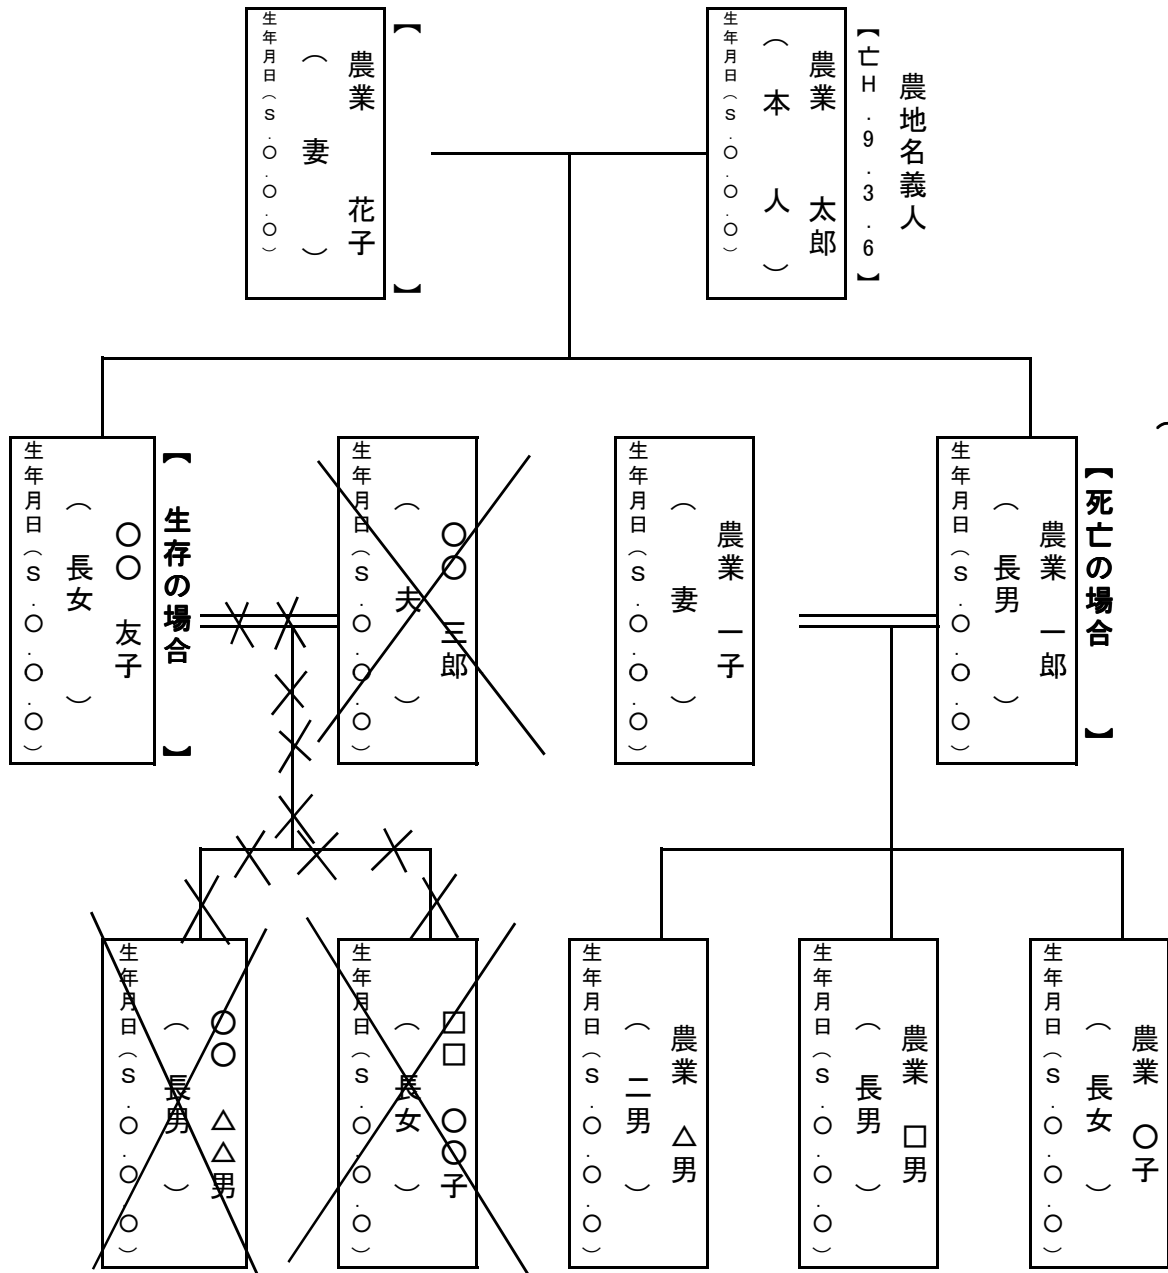 農地名義人
【亡H.9.3.6】
農業 太郎
(本人)
生年月日(S.〇.〇.〇)
【 】
農業 花子
(妻)
生年月日(S.〇.〇.〇)
【死亡の場合 】
農業 一郎
(長男)
生年月日(S.〇.〇.〇)
農業 一子
(妻)
生年月日(S.〇.〇.〇)
〇〇 三郎
(夫)
生年月日(S.〇.〇.〇)
【 生存の場合 】
〇〇 友子
(長女)
生年月日(S.〇.〇.〇)
農業 〇子
(長女)
生年月日(S.〇.〇.〇)
農業 □男
(長男)
生年月日(S.〇.〇.〇)
農業 △男
(二男)
生年月日(S.〇.〇.〇)
□□ 〇〇子
(長女)
生年月日(S.〇.〇.〇)
〇〇 △△男
(長男)
生年月日(S.〇.〇.〇)